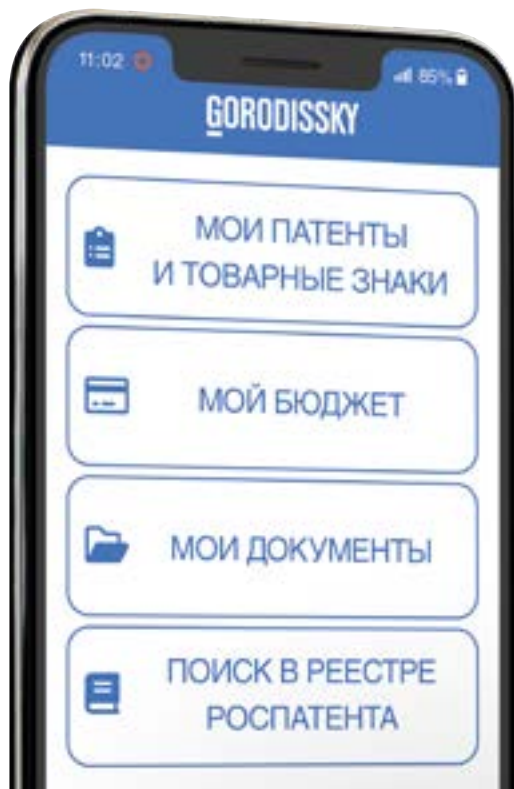 11:02
85%
GORODISSKY
МОИ ПАТЕНТЫ
И ТОВАРНЫЕ ЗНАКИ
МОЙ БЮДЖЕТ
МОИ ДОКУМЕНТЫ
ПОИСК В РЕЕСТРЕ
РОСПАТЕНТА